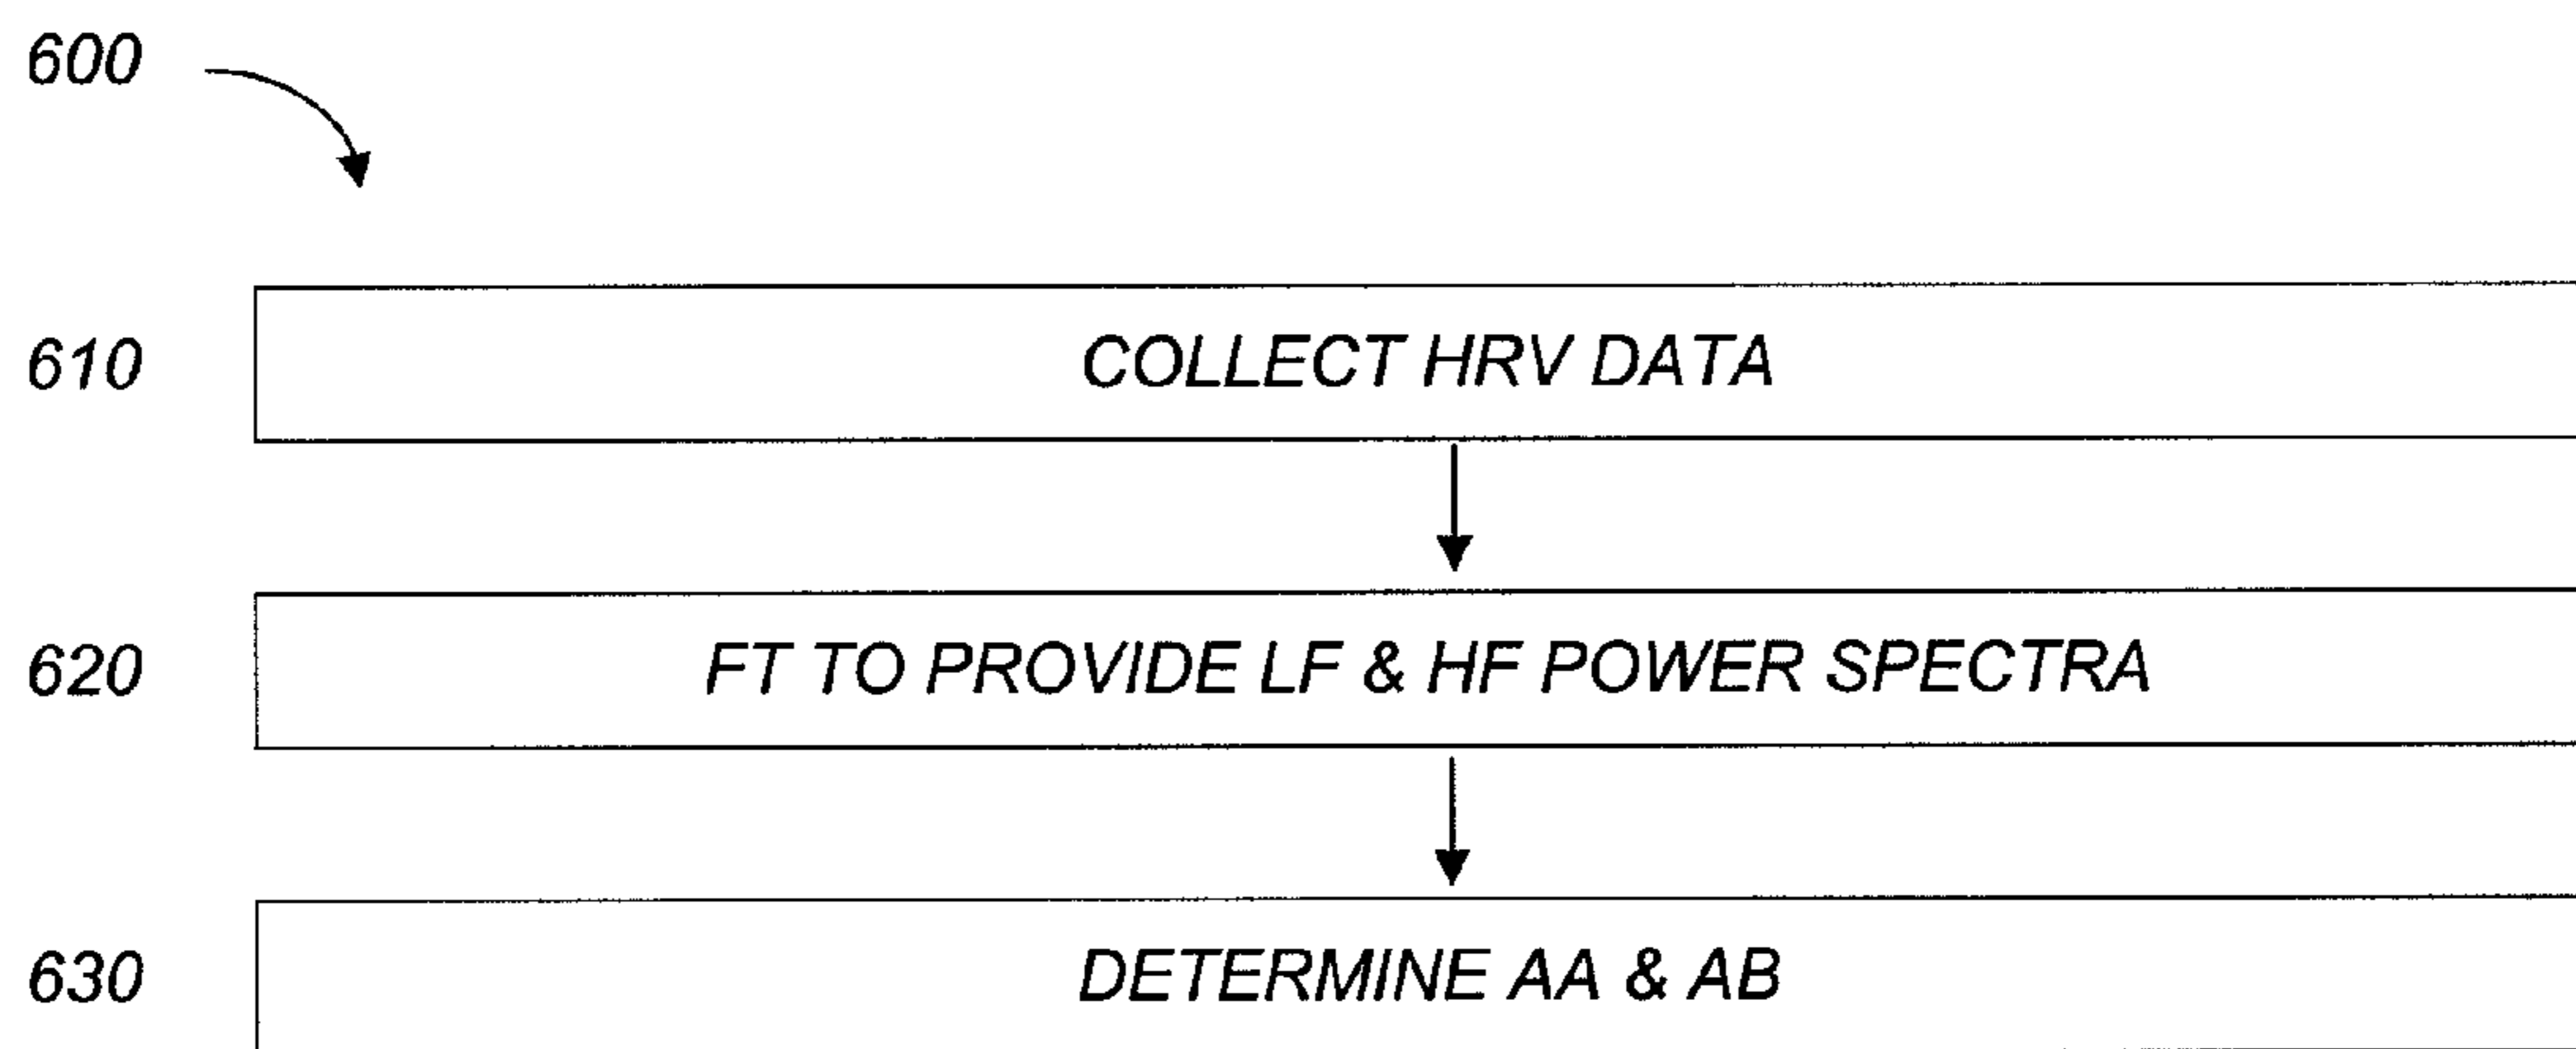 600
610 COLLECT HRV DATA
620 FT TO PROVIDE LF & HF POWER SPECTRA
630 DETERMINE AA & AB